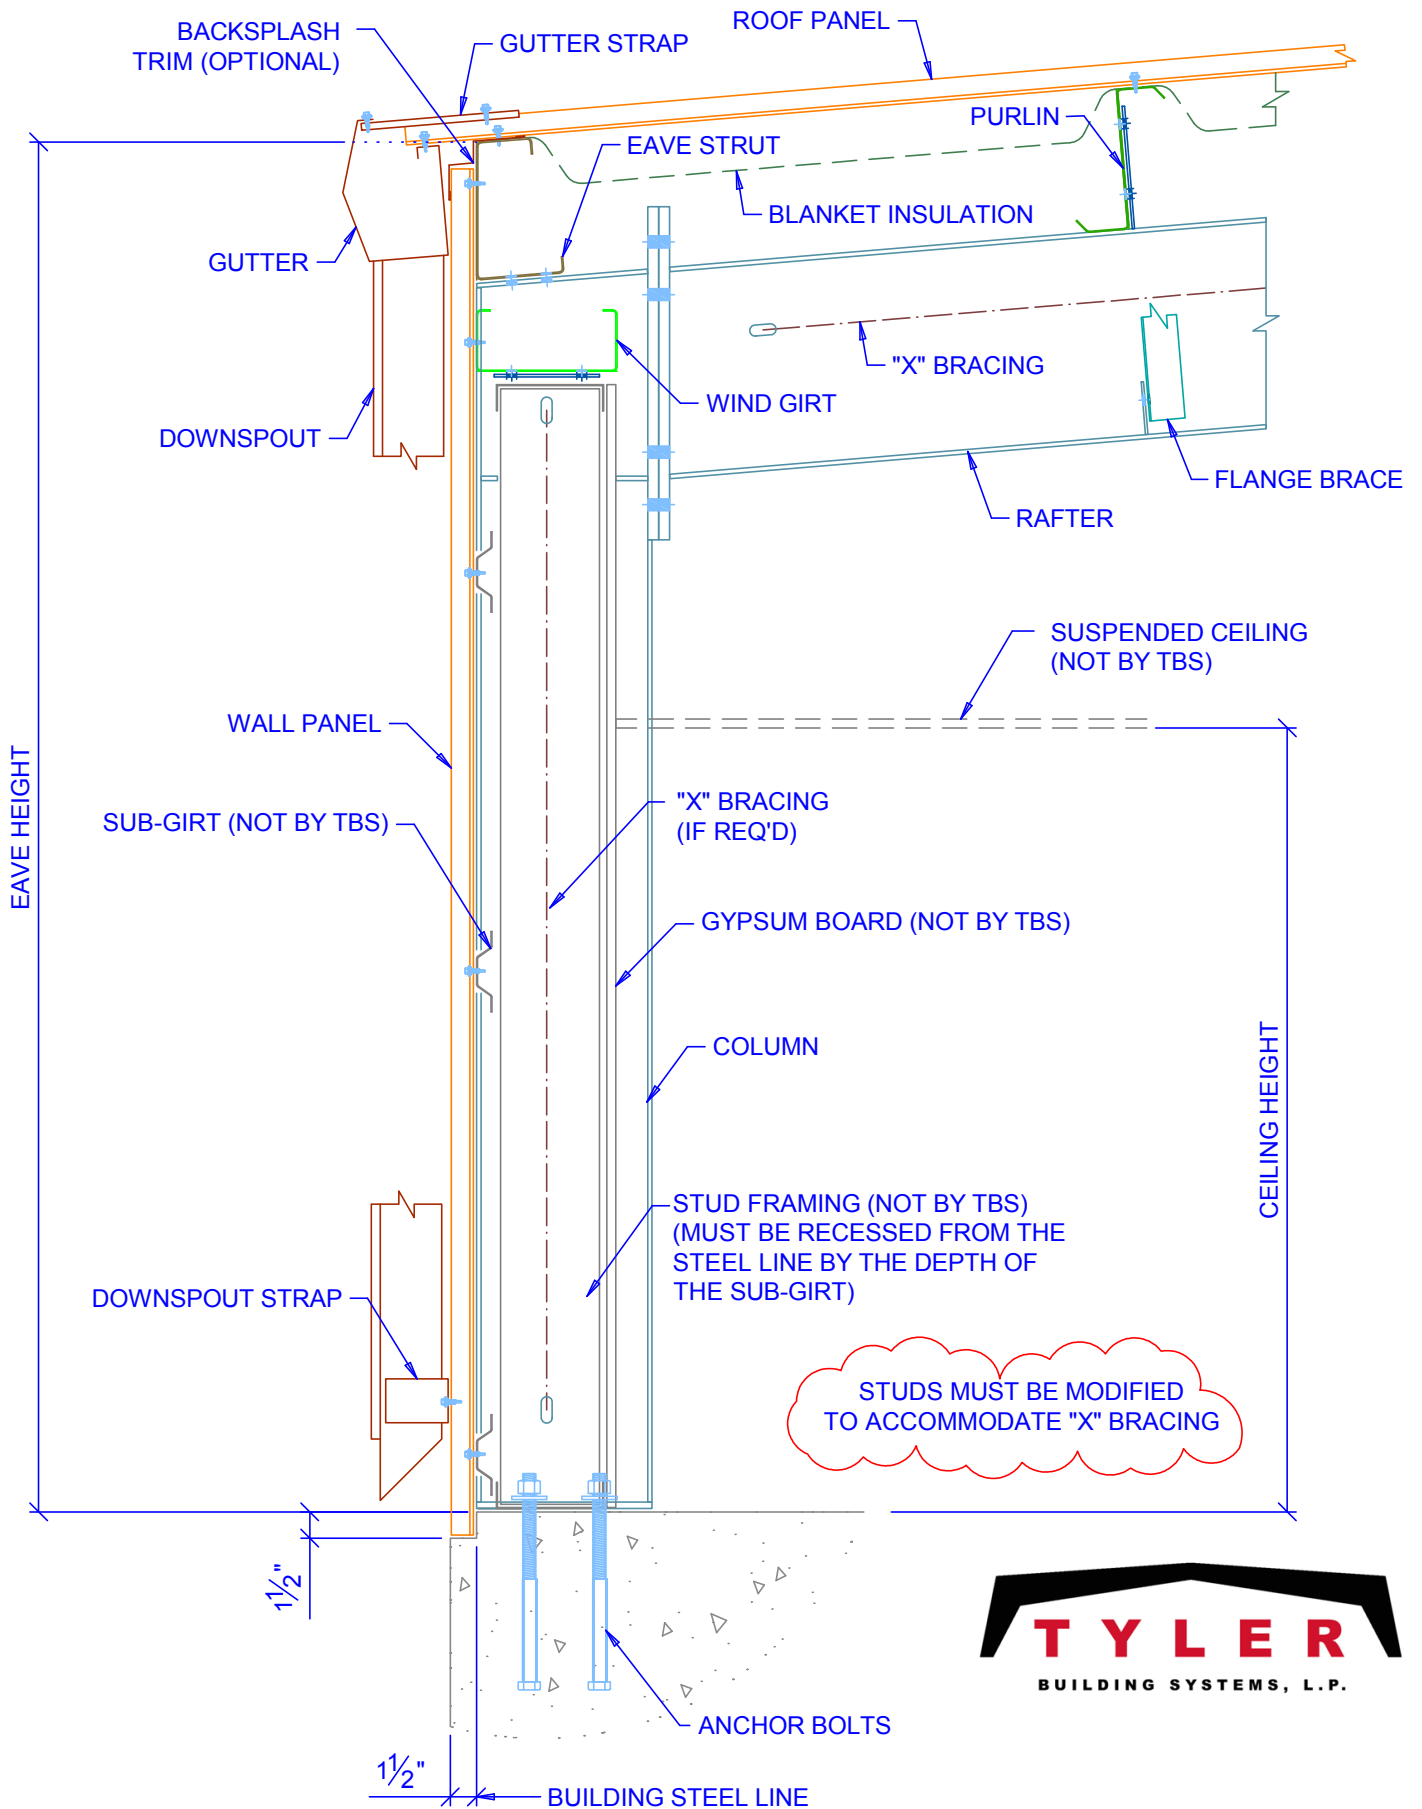 BACKSPLASH
TRIM (OPTIONAL)
GUTTER STRAP
ROOF PANEL
PURLIN
EAVE STRUT
BLANKET INSULATION
GUTTER
"X" BRACING
WIND GIRT
DOWNSPOUT
FLANGE BRACE
RAFTER
SUSPENDED CEILING
(NOT BY TBS)
WALL PANEL
EAVE HEIGHT
SUB-GIRT (NOT BY TBS)
"X" BRACING
(IF REQ'D)
GYPSUM BOARD (NOT BY TBS)
COLUMN
CEILING HEIGHT
STUD FRAMING (NOT BY TBS)
(MUST BE RECESSED FROM THE
STEEL LINE BY THE DEPTH OF
THE SUB-GIRT)
DOWNSPOUT STRAP
STUDS MUST BE MODIFIED
TO ACCOMMODATE "X" BRACING
1½"
TYLER
BUILDING SYSTEMS, L.P.
ANCHOR BOLTS
1½"
BUILDING STEEL LINE